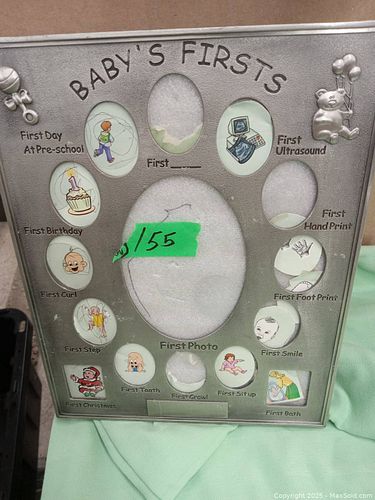 BABY'S FIRSTS
First Day
At Pre-school
First ____
First
Ultrasound
First Birthday
First
Hand Print
155
First Curl
First Foot Print
First Step
First Photo
First Smile
First Tooth
First Crawl
First Sit up
First Christmas
First Bath
Copyright 2025 - MaxSold.com